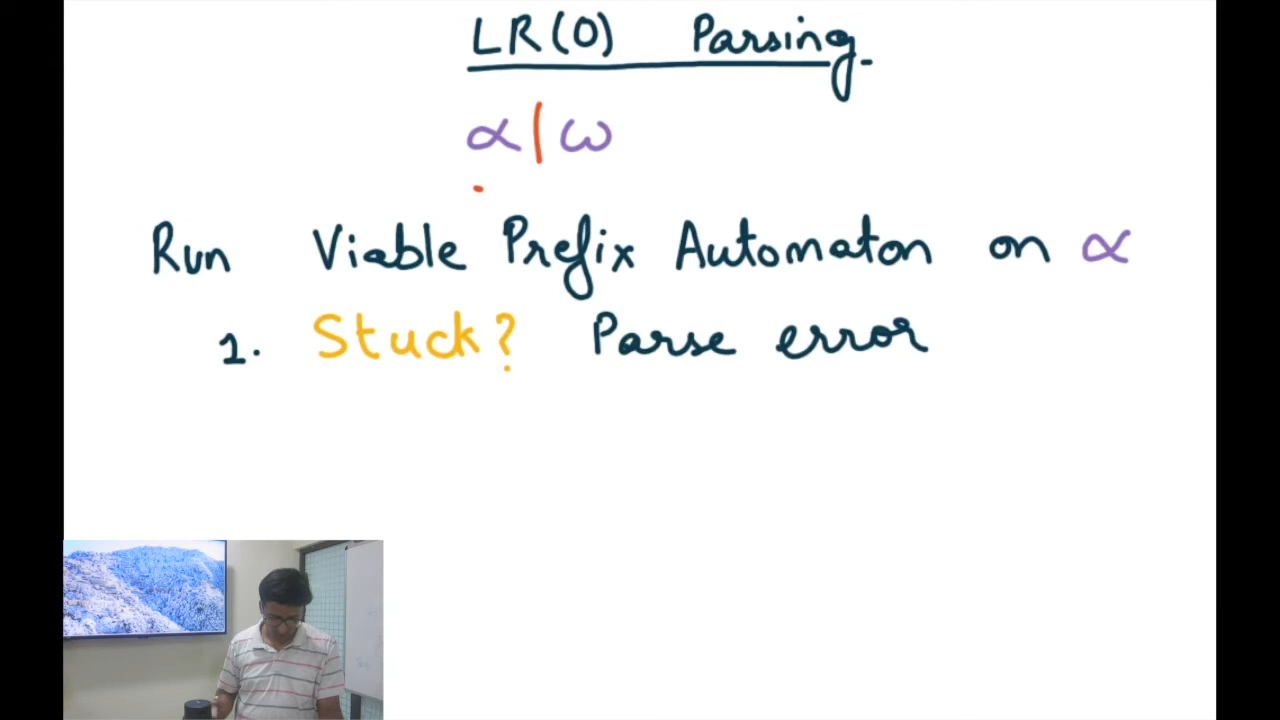 LR(0) Parsing
α | ω
Run Viable Prefix Automaton on α
1. Stuck? Parse error